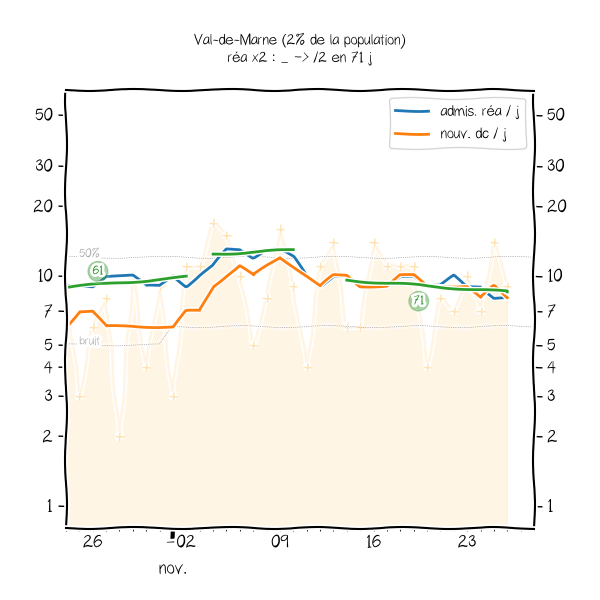 Val-de-Marne (2% de la population)
réa x2 : _ -> /2 en 71 j
admis. réa / j
nouv. dc / j
50 50
30 30
20 20
50%
61
10 10
71
7 7
bruit
5 5
4 4
3 3
2 2
1 1
26 02 09 16 23
nov.